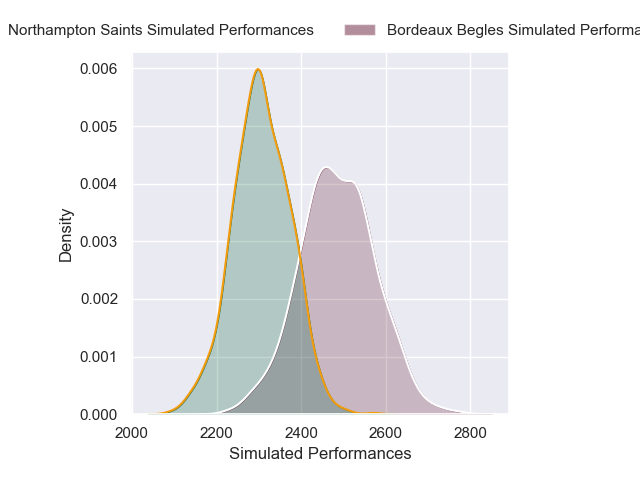 Northampton Saints Simulated Performances Bordeaux Begles Simulated Performa
0.006
0.005
0.004
0.003
0.002
0.001
0.000
Density
2000 2200 2400 2600 2800
Simulated Performances